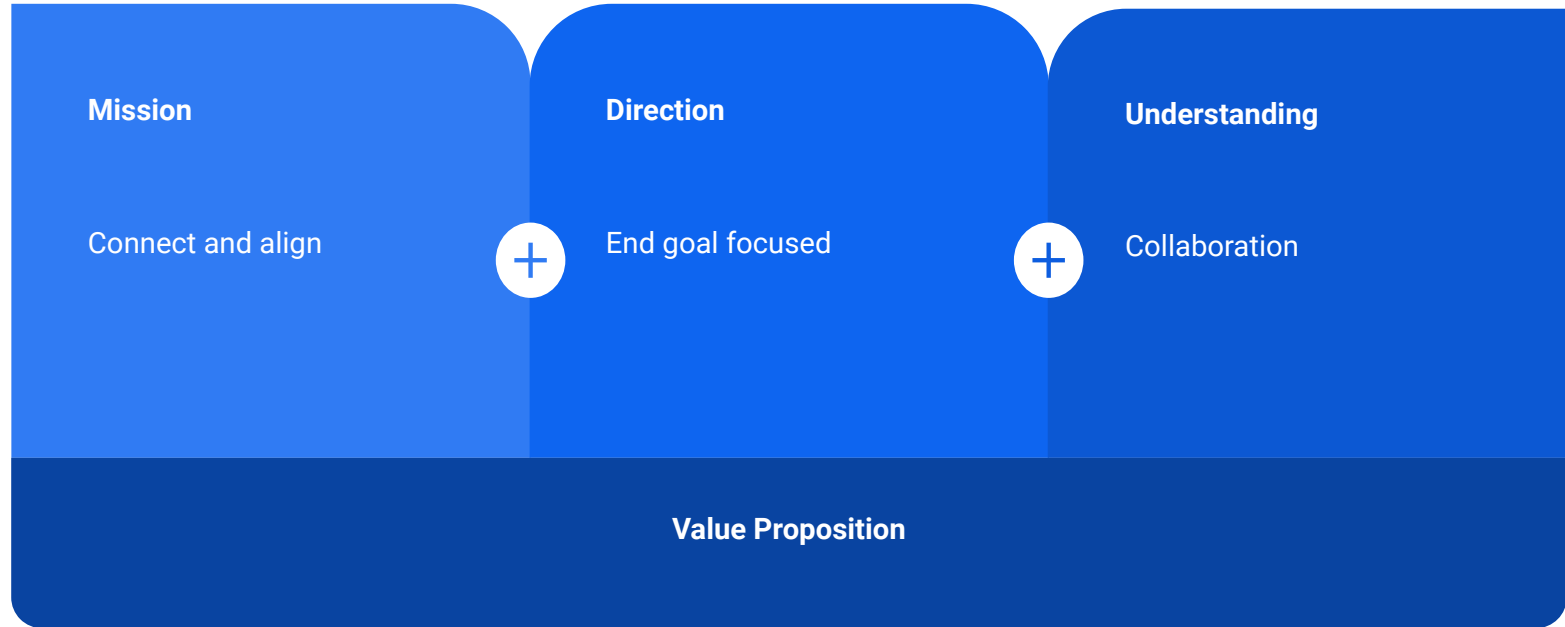 Mission
Direction
Understanding
Connect and align
End goal focused
Collaboration
Value Proposition